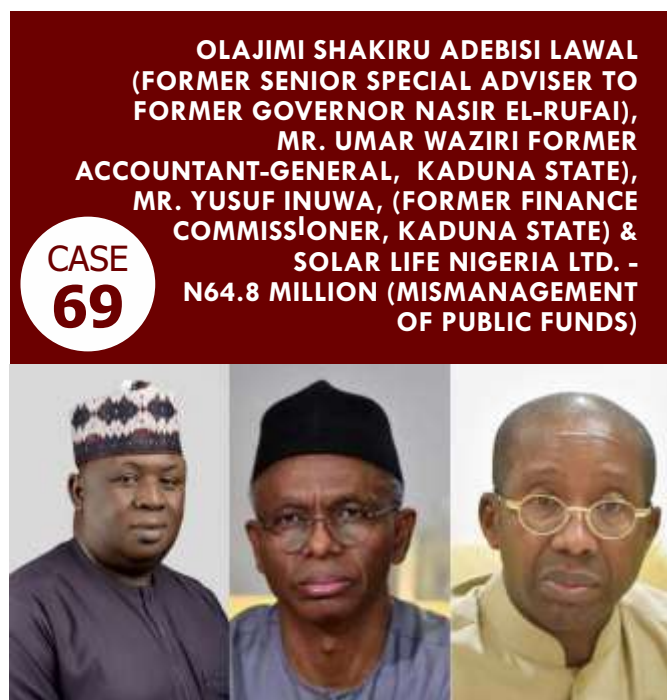 OLAJIMI SHAKIRU ADEBISI LAWAL
(FORMER SENIOR SPECIAL ADVISER TO
FORMER GOVERNOR NASIR EL-RUFAI),
MR. UMAR WAZIRI FORMER
ACCOUNTANT-GENERAL, KADUNA STATE),
MR. YUSUF INUWA, (FORMER FINANCE
COMMISSIONER, KADUNA STATE) &
SOLAR LIFE NIGERIA LTD. -
N64.8 MILLION (MISMANAGEMENT
OF PUBLIC FUNDS)
CASE
69